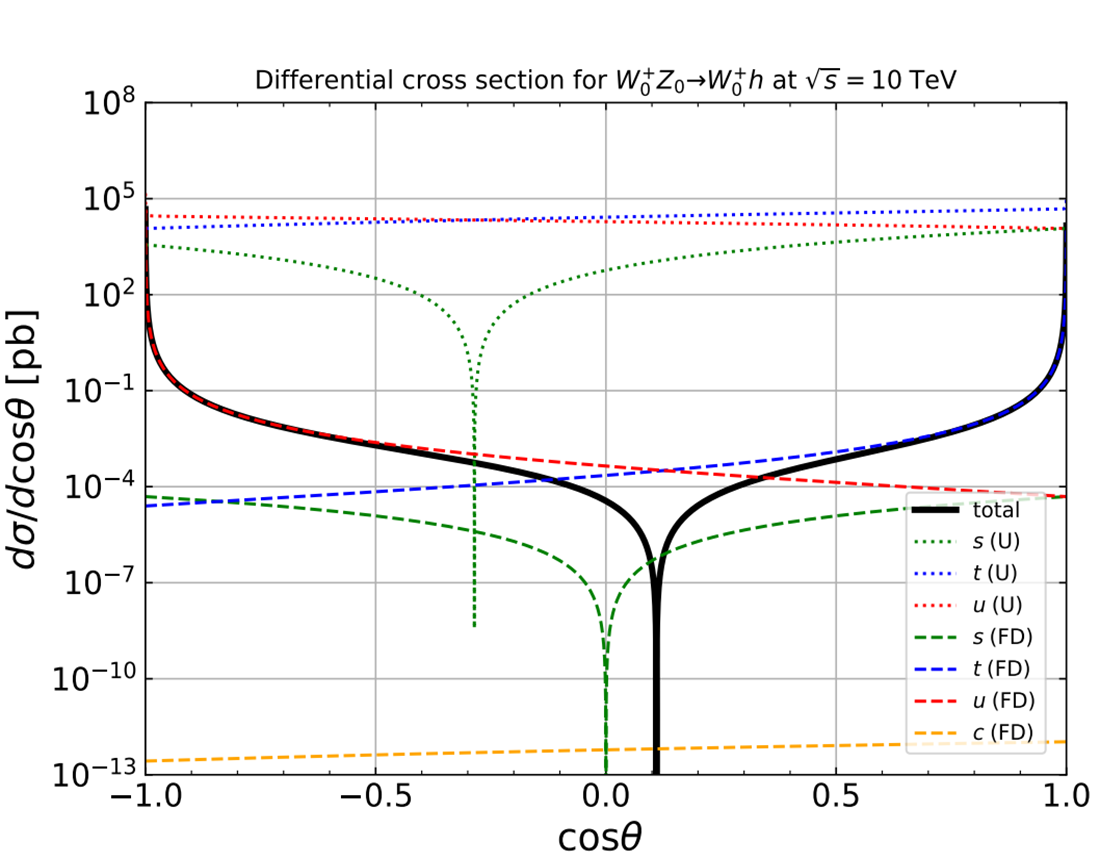 Differential cross section for W₀⁺Z₀→W₀⁺h at √s = 10 TeV
10⁸
10⁵
10²
10⁻¹
10⁻⁴
10⁻⁷
10⁻¹⁰
10⁻¹³
dσ/dcosθ [pb]
total
s (U)
t (U)
u (U)
s (FD)
t (FD)
u (FD)
c (FD)
−1.0 −0.5 0.0 0.5 1.0
cosθ